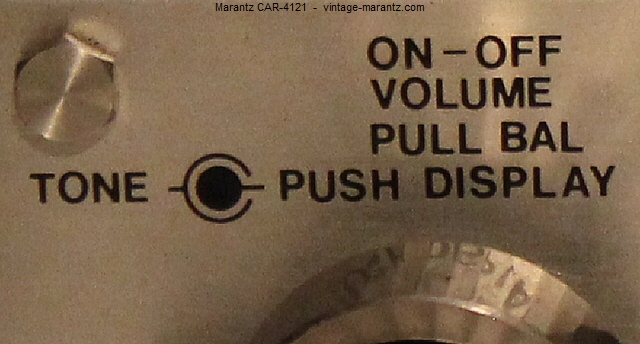 Marantz CAR-4121 - vintage-marantz.com
ON-OFF
VOLUME
PULL BAL
TONE PUSH DISPLAY